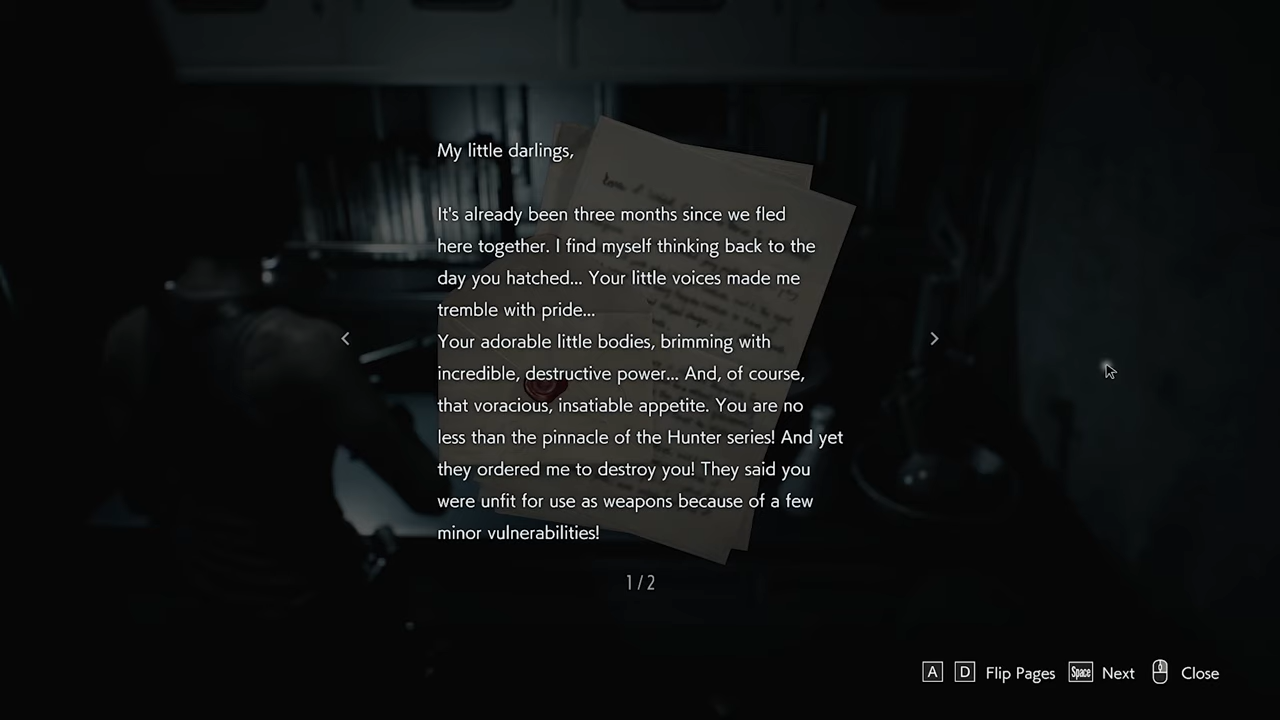 My little darlings,
It's already been three months since we fled
here together. I find myself thinking back to the
day you hatched... Your little voices made me
tremble with pride...
Your adorable little bodies, brimming with
incredible, destructive power... And, of course,
that voracious, insatiable appetite. You are no
less than the pinnacle of the Hunter series! And yet
they ordered me to destroy you! They said you
were unfit for use as weapons because of a few
minor vulnerabilities!
1 / 2
A D Flip Pages Space Next Close